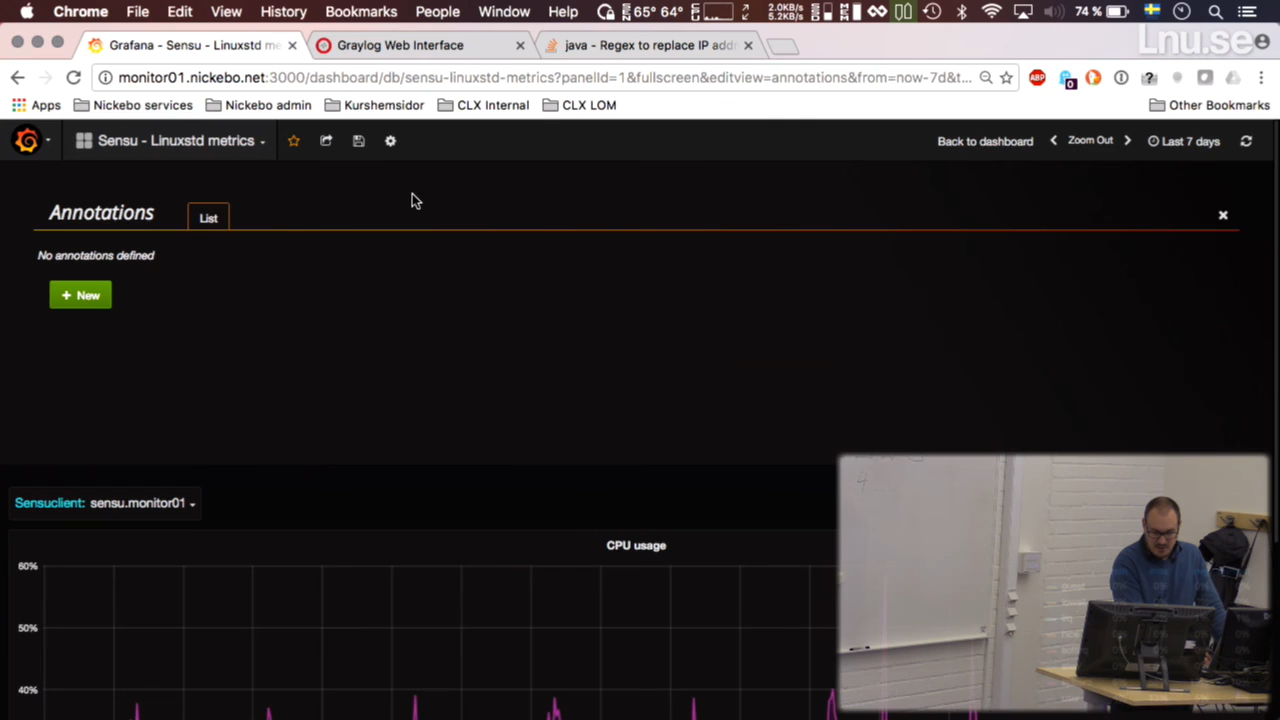 Chrome File Edit View History Bookmarks People Window Help 65° 64° 2.0KB/s 5.2KB/s 74 %
Lnu.se
Grafana - Sensu - Linuxstd me
Graylog Web Interface
java - Regex to replace IP addr
monitor01.nickebo.net:3000/dashboard/db/sensu-linuxstd-metrics?panelId=1&fullscreen&editview=annotations&from=now-7d&t...
ABP
0
Apps Nickebo services Nickebo admin Kurshemsidor CLX Internal CLX LOM Other Bookmarks
Sensu - Linuxstd metrics Back to dashboard Zoom Out Last 7 days
Annotations List
No annotations defined
+ New
Sensuclient: sensu.monitor01
CPU usage
60%
50%
40%